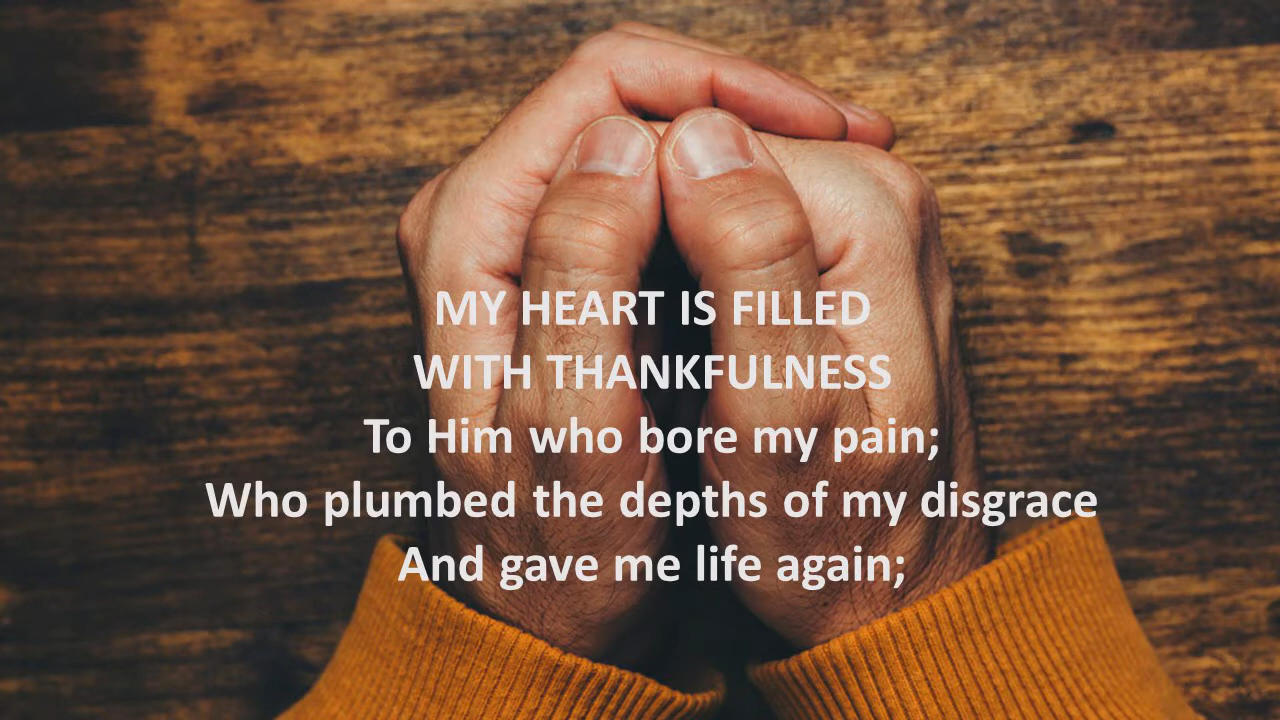 MY HEART IS FILLED
WITH THANKFULNESS
To Him who bore my pain;
Who plumbed the depths of my disgrace
And gave me life again;